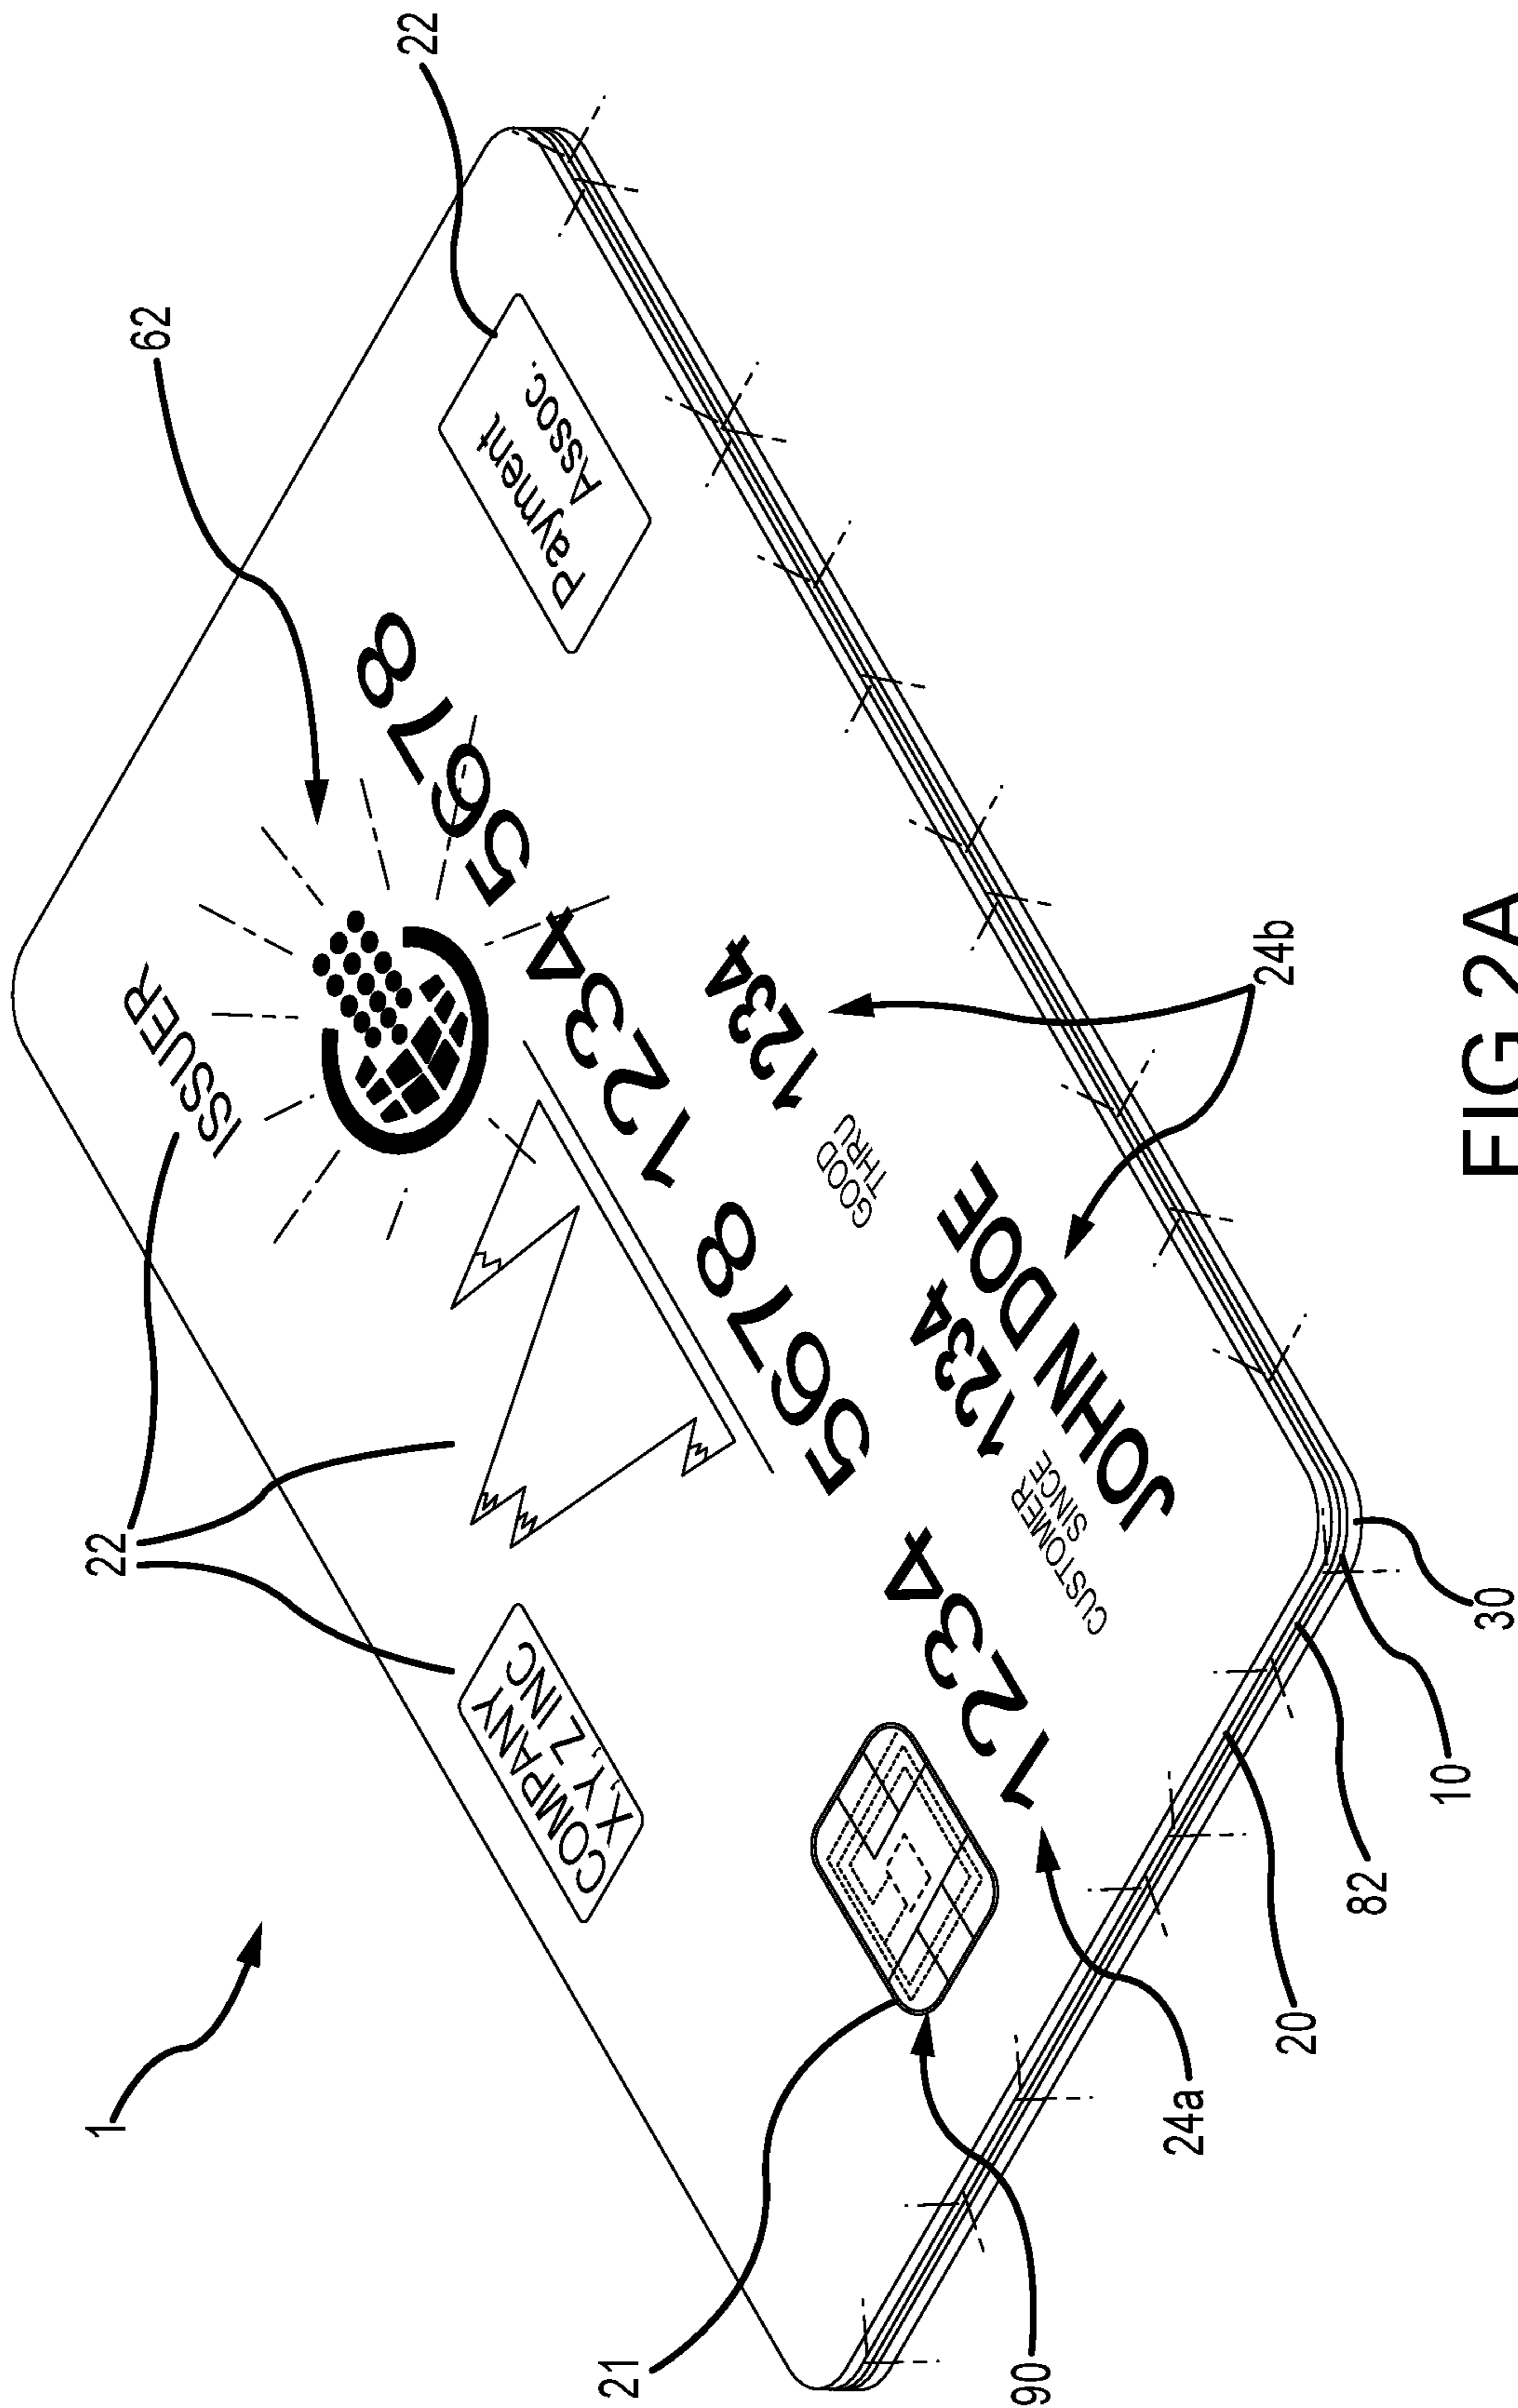 1
22
62
ISSUER
22
21
COMPANY
X,Y,Z INC
Payment
Assoc.
1234 5678 1234 5678
GOOD
THRU
1234
CUSTOMER
SINCE
1234
JOHN DOE
90
24a
20
82
10
30
24b
FIG 2A